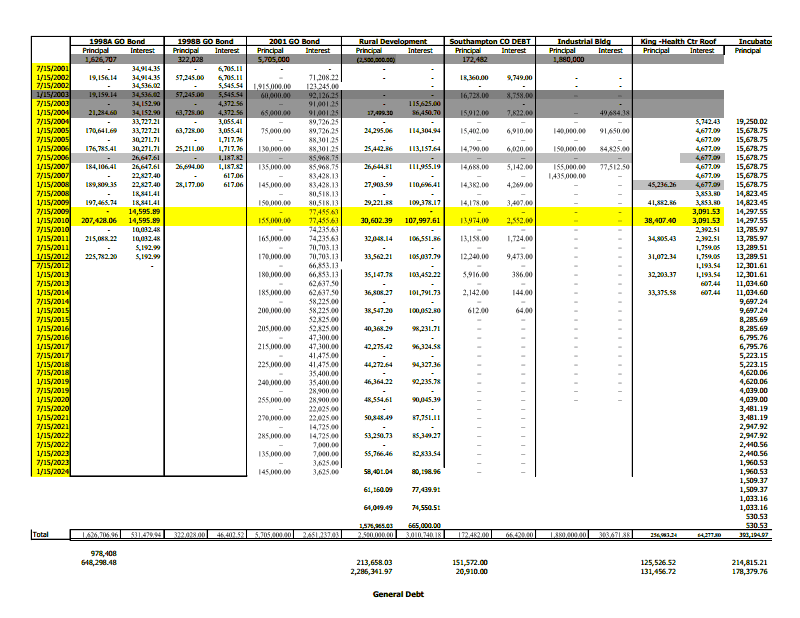 1998A GO Bond 1998B GO Bond 2001 GO Bond Rural Development Southampton CO DEBT Industrial Bldg King -Health Ctr Roof Incubato
Principal Interest Principal Interest Principal Interest Principal Interest Principal Interest Principal Interest Principal Interest Principal
1,626,707 322,028 5,705,000 (2,500,000.00) 172,482 1,880,000
7/15/2001 - 34,914.35 - 6,705.11 - - - - - -
1/15/2002 19,156.14 34,914.35 57,245.00 6,705.11 – 71,208.22 18,360.00 9,749.00 - -
7/15/2002 - 34,536.02 5,545.54 1,915,000.00 123,245.00 - -
1/15/2003 19,159.14 34,536.02 57,245.00 5,545.54 60,000.00 92,126.25 16,728.00 8,758.00 – –
7/15/2003 - 34,152.90 - 4,372.56 – 91,001.25 115,625.00
1/15/2004 21,284.60 34,152.90 63,728.00 4,372.56 65,000.00 91,001.25 17,499.30 86,450.70 15,912.00 7,822.00 – 49,684.38
7/15/2004 - 33,727.21 - 3,055.41 – 89,726.25 - - – – – – 5,742.43 19,250.02
1/15/2005 170,641.69 33,727.21 63,728.00 3,055.41 75,000.00 89,726.25 24,295.06 114,304.94 15,402.00 6,910.00 140,000.00 91,650.00 4,677.09 15,678.75
7/15/2005 - 30,271.71 - 1,717.76 – 88,301.25 - - – – – – 4,677.09 15,678.75
1/15/2006 176,785.41 30,271.71 25,211.00 1,717.76 130,000.00 88,301.25 25,442.86 113,157.64 14,790.00 6,020.00 150,000.00 84,825.00 4,677.09 15,678.75
7/15/2006 - 26,647.61 - 1,187.82 – 85,968.75 - - – – – – 4,677.09 15,678.75
1/15/2007 184,106.41 26,647.61 26,694.00 1,187.82 100,000.00 85,968.75 26,644.81 111,955.19 14,688.00 5,142.00 155,000.00 77,512.50 4,677.09 15,678.75
7/15/2007 - 22,827.40 - 617.06 – 83,428.13 - - – – 1,435,000.00 – 4,677.09 15,678.75
1/15/2008 189,809.35 22,827.40 28,177.00 617.06 145,000.00 83,428.13 27,903.59 110,696.41 14,382.00 4,269.00 – – 45,236.26 4,677.09 15,678.75
7/15/2008 - 18,841.41 – 80,518.13 - - – – – – 3,853.80 14,823.45
1/15/2009 197,465.74 18,841.41 150,000.00 80,518.13 29,221.88 109,378.17 14,178.00 3,407.00 – – 41,882.86 3,853.80 14,823.45
7/15/2009 - 14,595.89 – 77,455.63 - - – – – – 3,091.53 14,297.55
1/15/2010 207,428.06 14,595.89 155,000.00 77,455.63 30,602.39 107,997.61 13,974.00 2,552.00 – – 38,407.40 3,091.53 14,297.55
7/15/2010 - 10,032.48 – 74,235.63 - - – – – – 2,392.51 13,785.97
1/15/2011 215,088.22 10,032.48 165,000.00 74,235.63 32,048.14 106,551.86 13,158.00 1,724.00 – – 34,805.43 2,392.51 13,785.97
7/15/2011 - 5,192.99 – 70,703.13 - - – – – – 1,759.05 13,289.51
1/15/2012 225,782.20 5,192.99 170,000.00 70,703.13 33,562.21 105,037.79 12,240.00 9,473.00 – – 31,072.34 1,759.05 13,289.51
7/15/2012 - – 66,853.13 - - – – – – 1,193.54 12,301.61
1/15/2013 180,000.00 66,853.13 35,147.78 103,452.22 5,916.00 386.00 – – 32,203.37 1,193.54 12,301.61
7/15/2013 – 62,637.50 - - – – – – 607.44 11,034.60
1/15/2014 185,000.00 62,637.50 36,808.27 101,791.73 2,142.00 144.00 – – 33,375.58 607.44 11,034.60
7/15/2014 – 58,225.00 - - – – – – 9,697.24
1/15/2015 200,000.00 58,225.00 38,547.20 100,052.80 612.00 64.00 – – 9,697.24
7/15/2015 – 52,825.00 - - – – – – 8,285.69
1/15/2016 205,000.00 52,825.00 40,368.29 98,231.71 – – – – 8,285.69
7/15/2016 – 47,300.00 - - – – – – 6,795.76
1/15/2017 215,000.00 47,300.00 42,275.42 96,324.58 – – – – 6,795.76
7/15/2017 – 41,475.00 - - – – – – 5,223.15
1/15/2018 225,000.00 41,475.00 44,272.64 94,327.36 – – – – 5,223.15
7/15/2018 – 35,400.00 - - – – – – 4,620.06
1/15/2019 240,000.00 35,400.00 46,364.22 92,235.78 – – – – 4,620.06
7/15/2019 – 28,900.00 - - – – – – 4,039.00
1/15/2020 255,000.00 28,900.00 48,554.61 90,045.39 – – – – 4,039.00
7/15/2020 – 22,025.00 - - – – 3,481.19
1/15/2021 270,000.00 22,025.00 50,848.49 87,751.11 – – 3,481.19
7/15/2021 – 14,725.00 - - – – 2,947.92
1/15/2022 285,000.00 14,725.00 53,250.73 85,349.27 – – 2,947.92
7/15/2022 – 7,000.00 - - – – 2,440.56
1/15/2023 135,000.00 7,000.00 55,766.46 82,833.54 – – 2,440.56
7/15/2023 – 3,625.00 - - – – 1,960.53
1/15/2024 145,000.00 3,625.00 58,401.04 80,198.96 – – 1,960.53
1,509.37
61,160.09 77,439.91 1,509.37
1,033.16
64,049.49 74,550.51 1,033.16
530.53
1,576,965.03 665,000.00 530.53
Total 1,626,706.96 511,479.94 322,028.00 46,402.52 5,705,000.00 2,651,237.03 2,500,000.00 3,010,740.18 172,482.00 66,420.00 1,880,000.00 303,671.88 256,983.24 64,277.80 393,194.97
978,408
648,298.48 213,658.03 151,572.00 125,526.52 214,815.21
2,286,341.97 20,910.00 131,456.72 178,379.76
General Debt